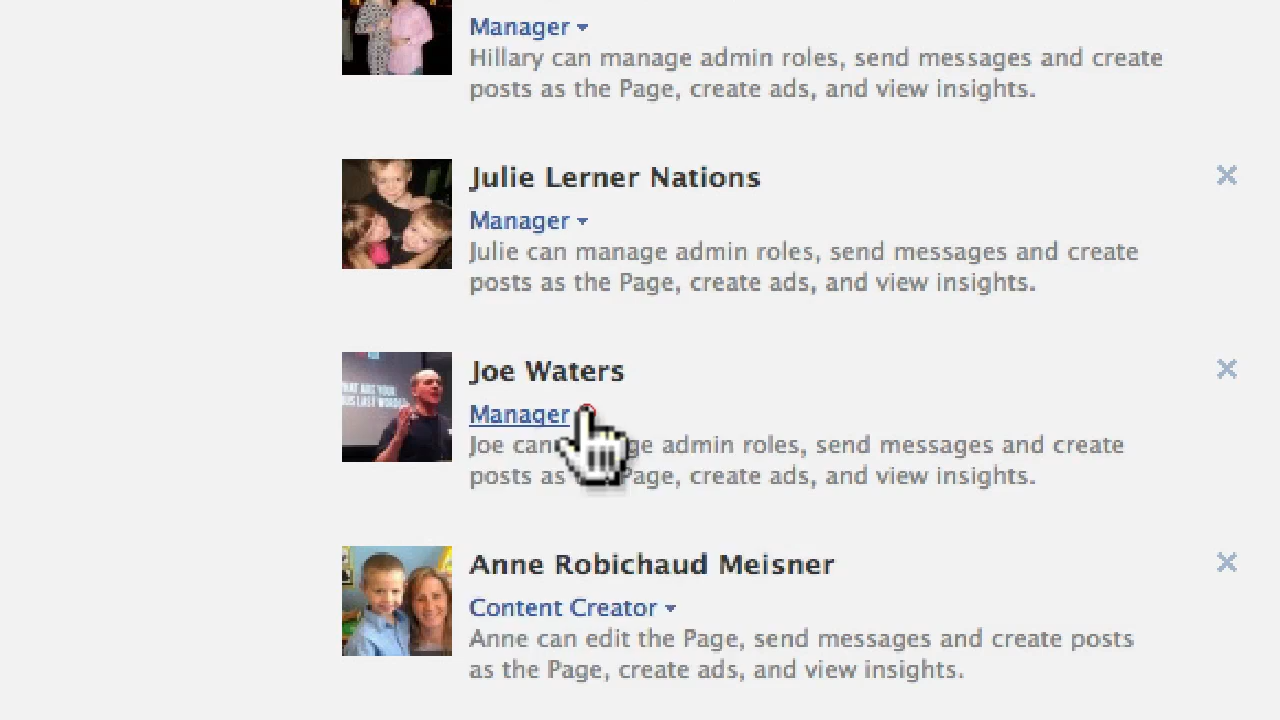 Manager
Hillary can manage admin roles, send messages and create
posts as the Page, create ads, and view insights.
Julie Lerner Nations
Manager
Julie can manage admin roles, send messages and create
posts as the Page, create ads, and view insights.
Joe Waters
Manager
Joe can admin roles, send messages and create
posts as Page, create ads, and view insights.
Anne Robichaud Meisner
Content Creator
Anne can edit the Page, send messages and create posts
as the Page, create ads, and view insights.